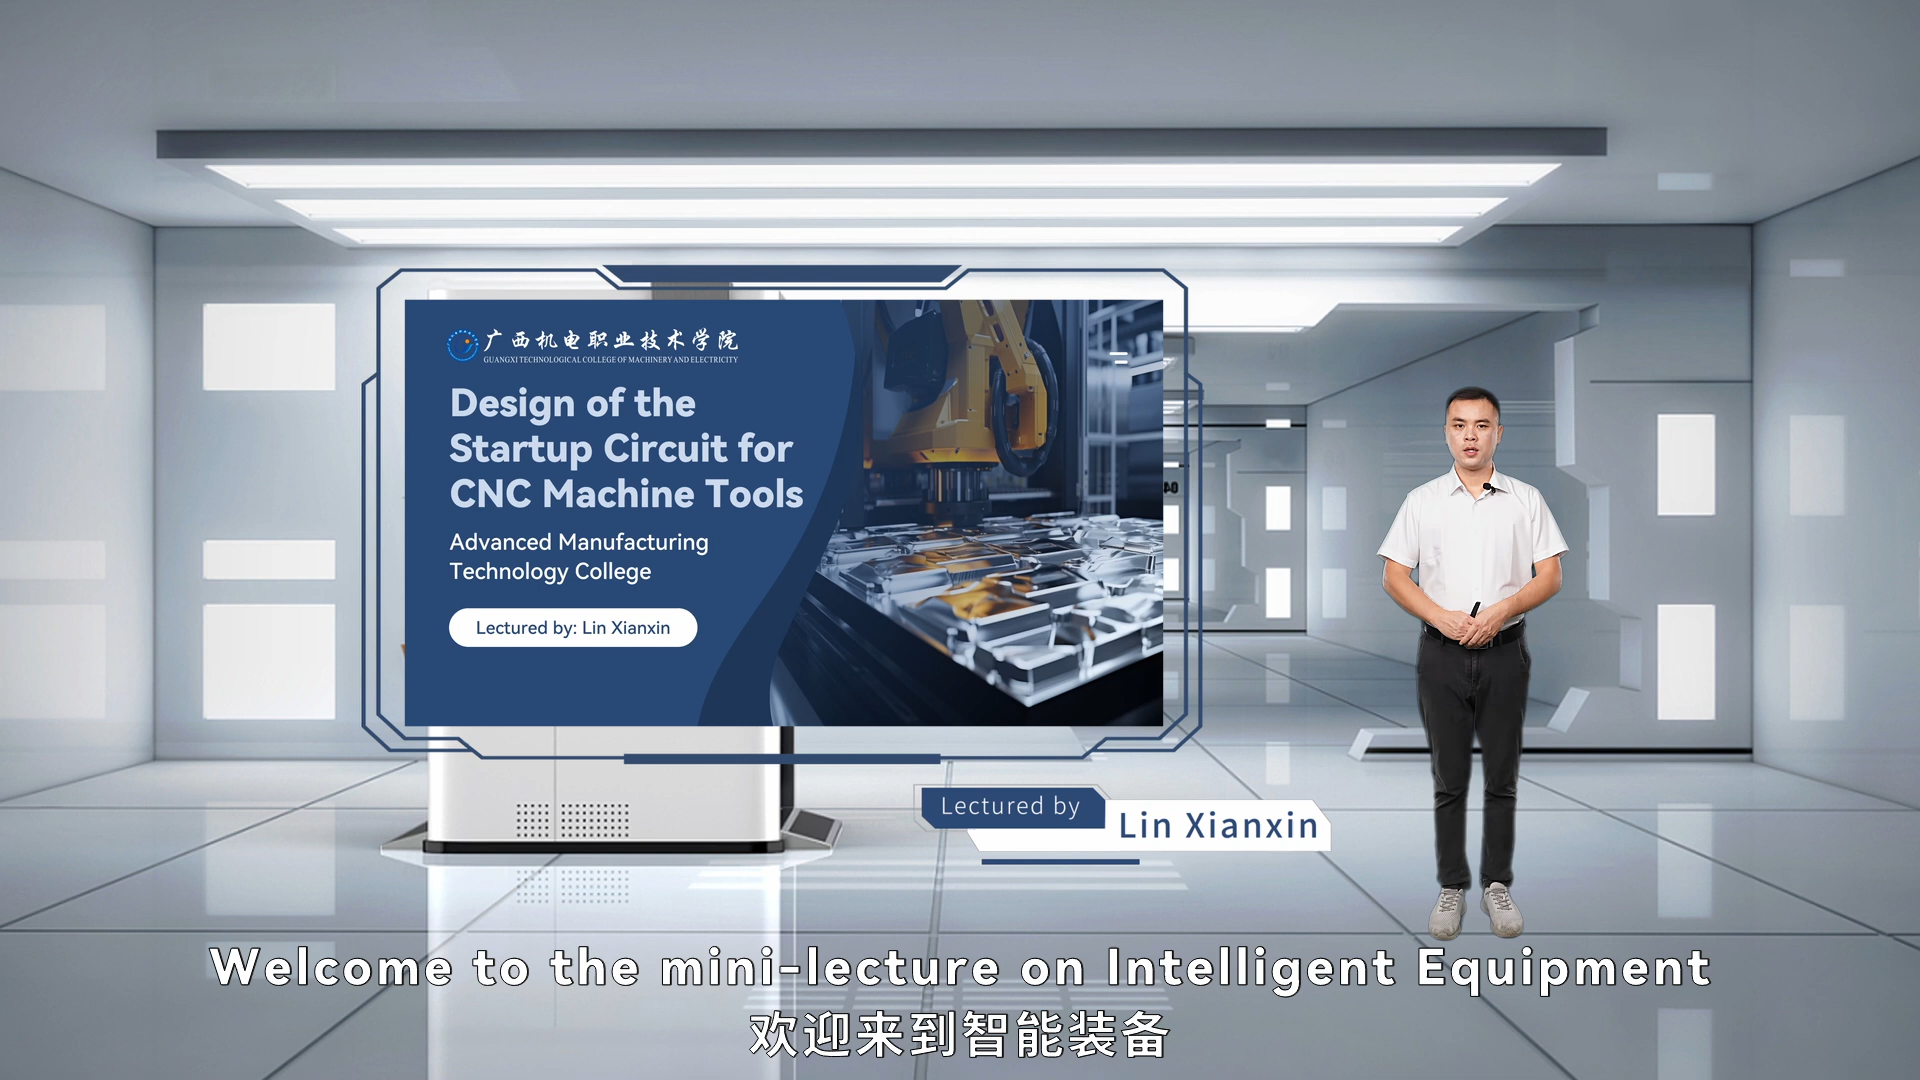 广西机电职业技术学院
GUANGXI TECHNOLOGICAL COLLEGE OF MACHINERY AND ELECTRICITY
Design of the
Startup Circuit for
CNC Machine Tools
Advanced Manufacturing
Technology College
Lectured by: Lin Xianxin
Lectured by
Lin Xianxin
Welcome to the mini-lecture on Intelligent Equipment
欢迎来到智能装备